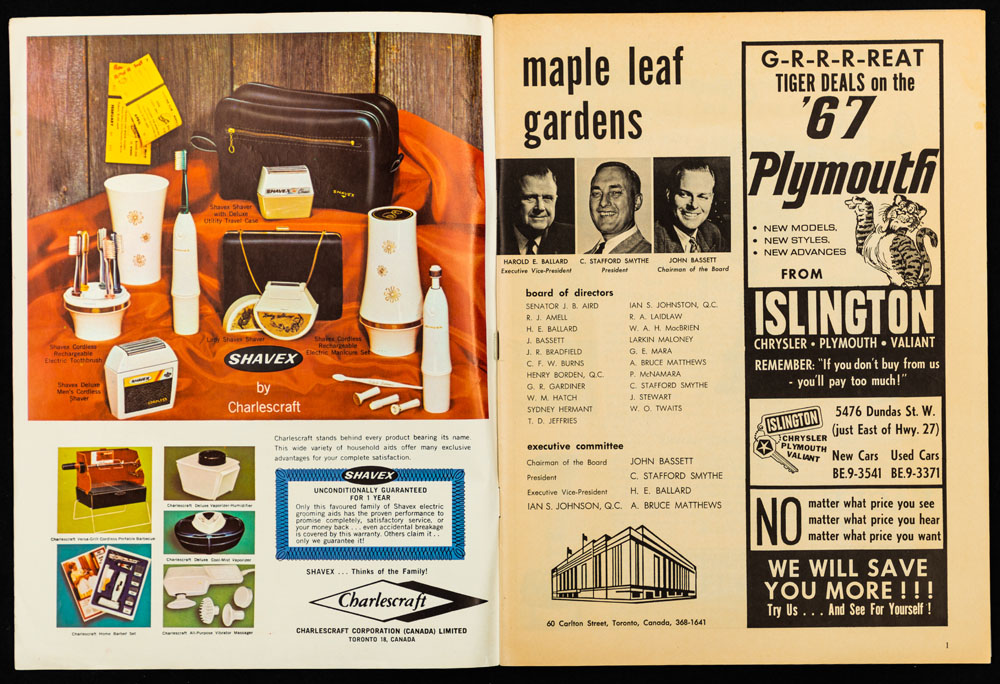 Shavex Shaver
with Deluxe
Utility Travel Case
SHAVEX
SHAVEX
Lady Shavex Shaver
Shavex Cordless
Rechargeable
Electric Manicure Set
Shavex Cordless
Rechargeable
Electric Toothbrush
Shavex Deluxe
Men's Cordless
Shaver
SHAVEX
SHAVEX
by
Charlescraft
Charlescraft stands behind every product bearing its name.
This wide variety of household aids offer many exclusive
advantages for your complete satisfaction.
SHAVEX
UNCONDITIONALLY GUARANTEED
FOR 1 YEAR
Only this favoured family of Shavex electric
grooming aids has the proven performance to
promise completely, satisfactory service, or
your money back . . . even accidental breakage
is covered by this warranty. Others claim it . .
only we guarantee it!
Charlescraft Deluxe Vaporizer-Humidifier
Charlescraft Versa-Grill Cordless Portable Barbecue
Charlescraft Deluxe Cool-Mist Vaporizer
Charlescraft Home Barber Set
Charlescraft All-Purpose Vibrator Massager
SHAVEX . . . Thinks of the Family!
Charlescraft
CHARLESCRAFT CORPORATION (CANADA) LIMITED
TORONTO 18, CANADA
maple leaf
gardens
HAROLD E. BALLARD
Executive Vice-President
C. STAFFORD SMYTHE
President
JOHN BASSETT
Chairman of the Board
board of directors
SENATOR J. B. AIRD
R. J. AMELL
H. E. BALLARD
J. BASSETT
J. R. BRADFIELD
C. F. W. BURNS
HENRY BORDEN, Q.C.
G. R. GARDINER
W. M. HATCH
SYDNEY HERMANT
T. D. JEFFRIES
IAN S. JOHNSTON, Q.C.
R. A. LAIDLAW
W. A. H. MacBRIEN
LARKIN MALONEY
G. E. MARA
A. BRUCE MATTHEWS
P. McNAMARA
C. STAFFORD SMYTHE
J. STEWART
W. O. TWAITS
executive committee
Chairman of the Board JOHN BASSETT
President C. STAFFORD SMYTHE
Executive Vice-President H. E. BALLARD
IAN S. JOHNSON, Q.C. A. BRUCE MATTHEWS
60 Carlton Street, Toronto, Canada, 368-1641
G-R-R-R-REAT
TIGER DEALS on the
'67
Plymouth
• NEW MODELS,
• NEW STYLES,
• NEW ADVANCES
FROM
ISLINGTON
CHRYSLER • PLYMOUTH • VALIANT
REMEMBER: "If you don't buy from us
- you'll pay too much!"
ISLINGTON
CHRYSLER
PLYMOUTH
VALIANT
5476 Dundas St. W.
(just East of Hwy. 27)
New Cars Used Cars
BE.9-3541 BE.9-3371
NO
matter what price you see
matter what price you hear
matter what price you want
WE WILL SAVE
YOU MORE ! ! !
Try Us . . . And See For Yourself !
1